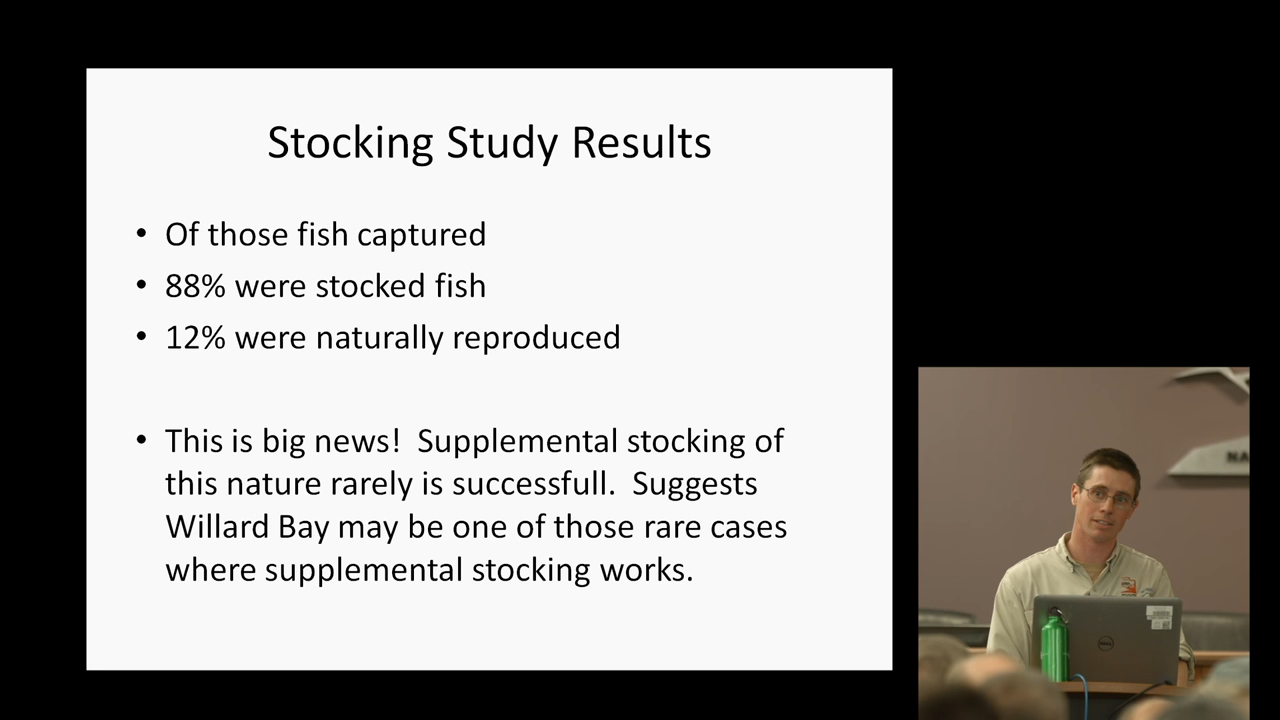 Stocking Study Results
• Of those fish captured
• 88% were stocked fish
• 12% were naturally reproduced
• This is big news!  Supplemental stocking of
this nature rarely is successfull.  Suggests
Willard Bay may be one of those rare cases
where supplemental stocking works.
NA
DELL